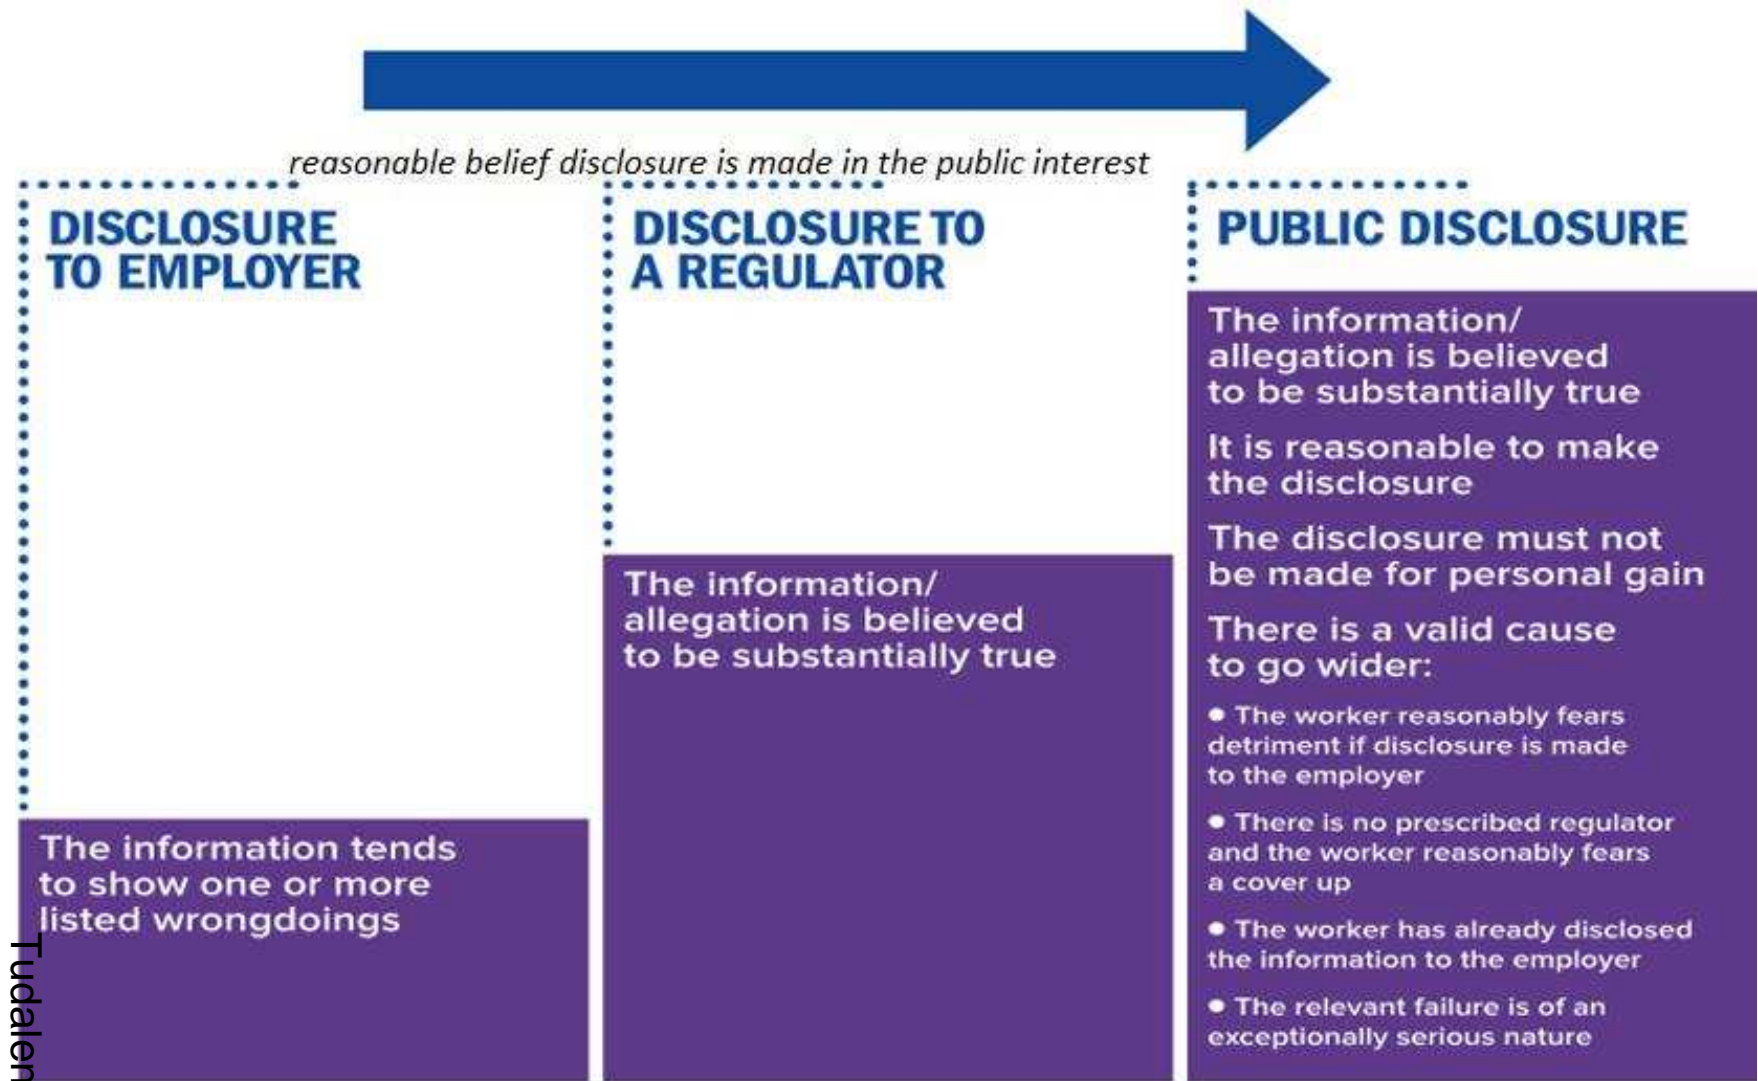 reasonable belief disclosure is made in the public interest
DISCLOSURE
TO EMPLOYER
The information tends
to show one or more
listed wrongdoings
DISCLOSURE TO
A REGULATOR
The information/
allegation is believed
to be substantially true
PUBLIC DISCLOSURE
The information/
allegation is believed
to be substantially true
It is reasonable to make
the disclosure
The disclosure must not
be made for personal gain
There is a valid cause
to go wider:
• The worker reasonably fears
detriment if disclosure is made
to the employer
• There is no prescribed regulator
and the worker reasonably fears
a cover up
• The worker has already disclosed
the information to the employer
• The relevant failure is of an
exceptionally serious nature
Tudalen